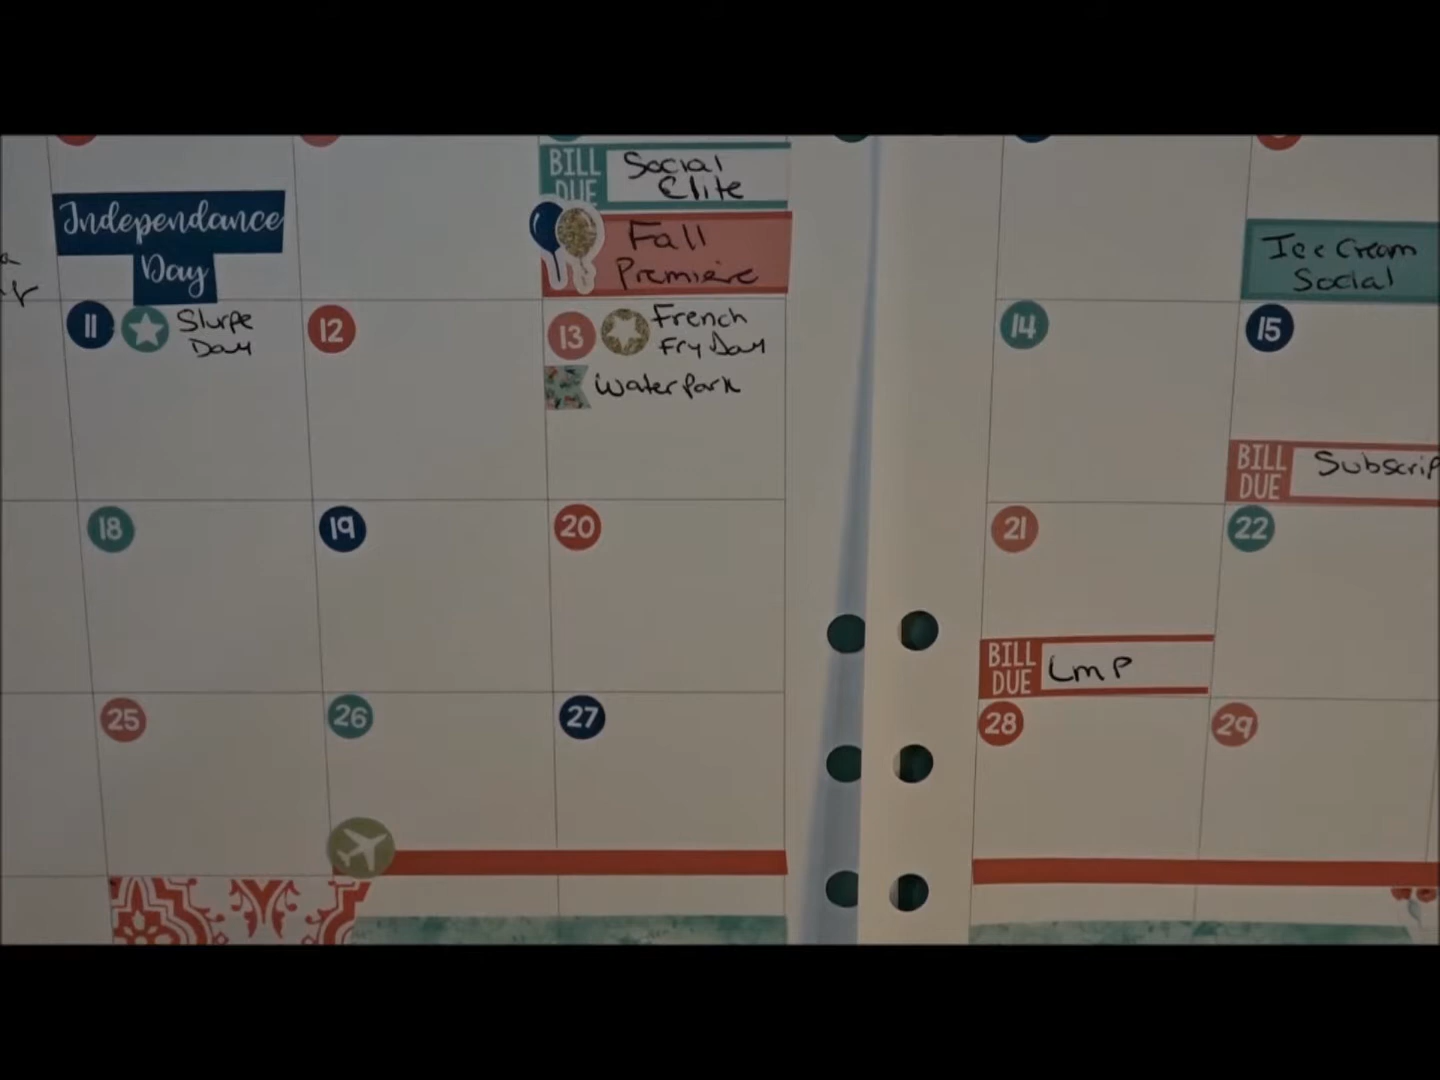 BILL
DUE
Social
Elite
Independance
Day
Fall
Premiere
Ice Cream
Social
11
Slurpe
Day
12
13
French
Fry Day
Waterpark
14
15
BILL
DUE
Subscrip
18
19
20
21
22
BILL
DUE
LMP
25
26
27
28
29